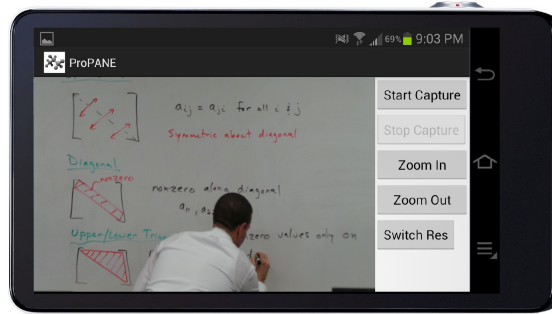 69% 9:03 PM
ProPANE
Start Capture
Stop Capture
Zoom In
Zoom Out
Switch Res
aij = aji for all i & j
Symmetric about diagonal
Diagonal
nonzero
nonzero along diagonal
Upper/Lower
zero values only on